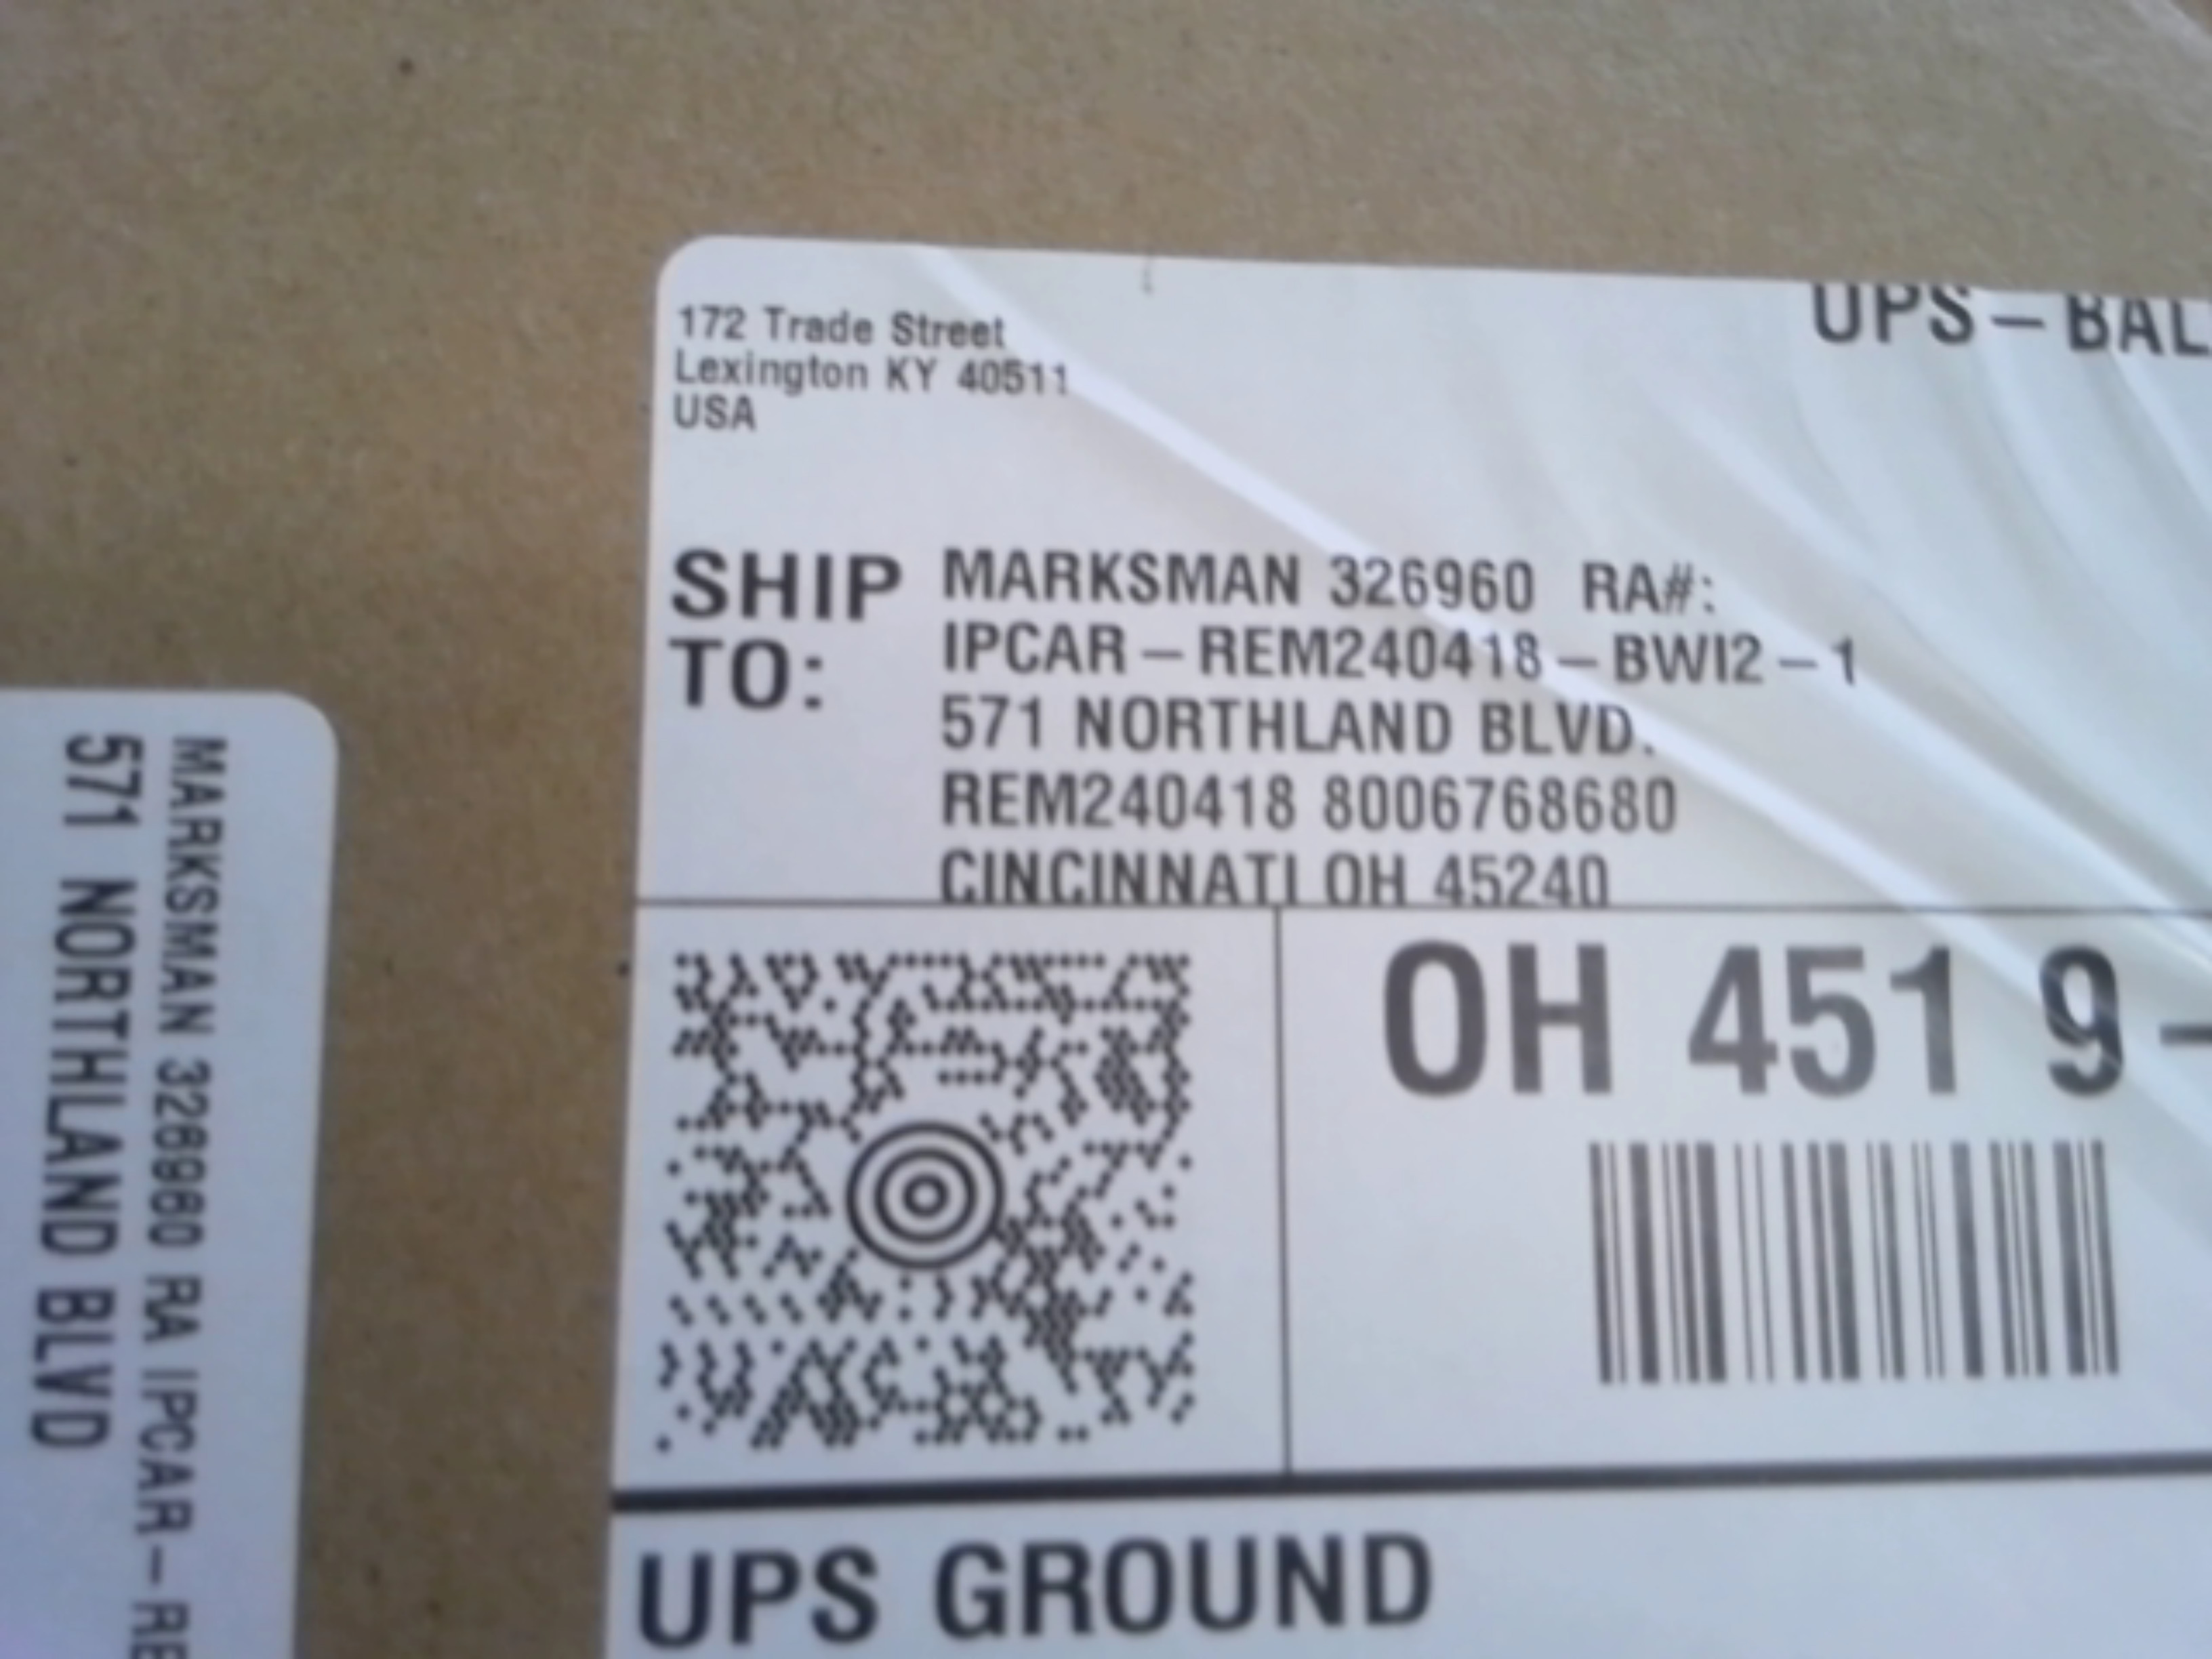 172 Trade Street
Lexington KY 40511
USA
UPS-BAL
SHIP TO:
MARKSMAN 326960 RA#:
IPCAR-REM240418-BWI2-1
571 NORTHLAND BLVD.
REM240418 8006768680
CINCINNATI OH 45240
OH 451 9-
UPS GROUND
MARKSMAN 326960 RA IPCAR-RE
571 NORTHLAND BLVD